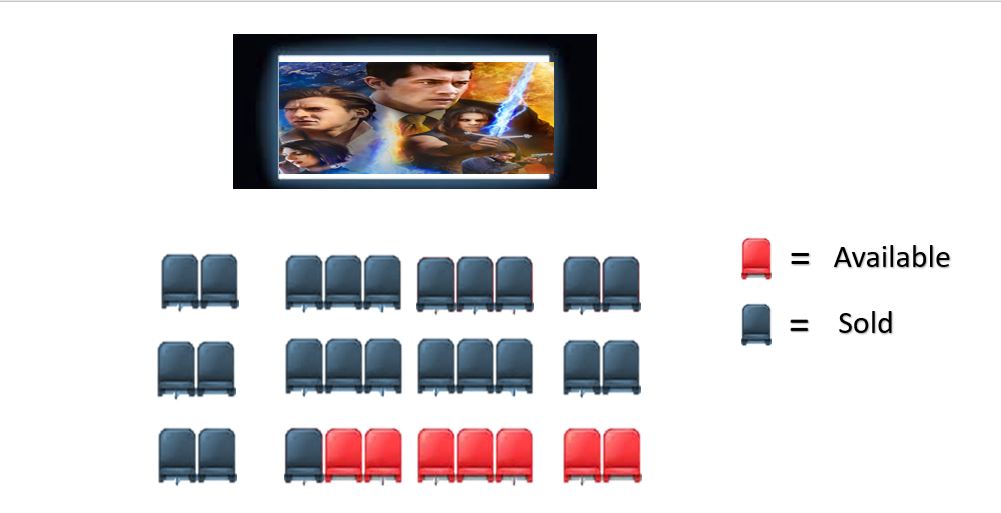 = Available
= Sold